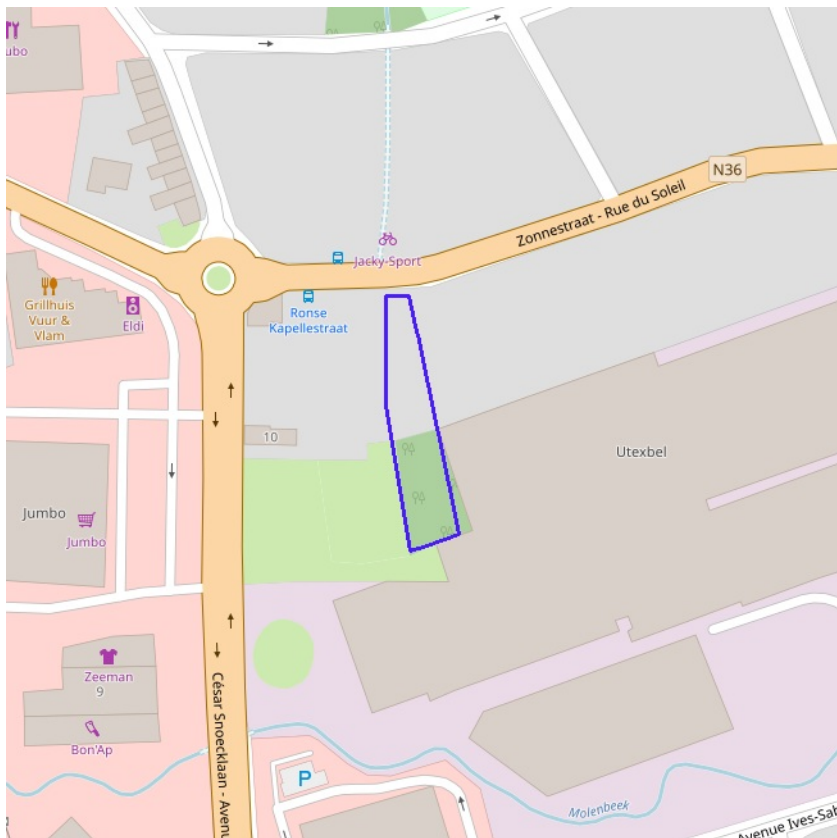 ubo
N36
Zonnestraat - Rue du Soleil
Jacky-Sport
Grillhuis
Vuur &
Vlam
Eldi
Ronse
Kapellestraat
10
Utexbel
Jumbo
Jumbo
Zeeman
9
Bon'Ap
César Snoecklaan - Avenu
P
Molenbeek
Avenue Ives-Sab